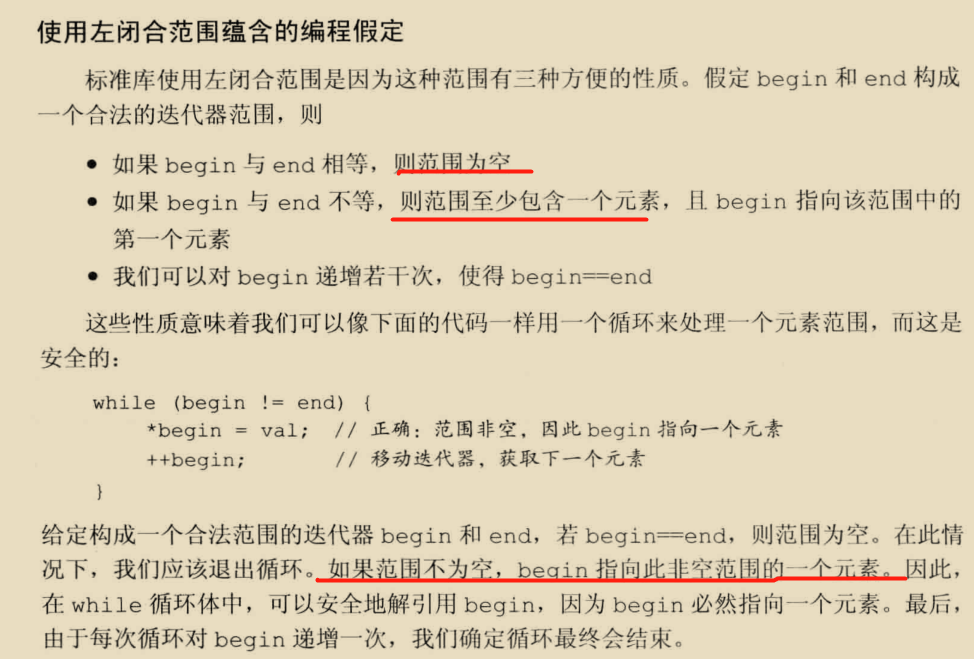 使用左闭合范围蕴含的编程假定
标准库使用左闭合范围是因为这种范围有三种方便的性质。假定 begin 和 end 构成
一个合法的迭代器范围，则
● 如果 begin 与 end 相等，则范围为空
● 如果 begin 与 end 不等，则范围至少包含一个元素，且 begin 指向该范围中的
第一个元素
● 我们可以对 begin 递增若干次，使得 begin==end
这些性质意味着我们可以像下面的代码一样用一个循环来处理一个元素范围，而这是
安全的：
while (begin != end) {
*begin = val; // 正确：范围非空，因此 begin 指向一个元素
++begin; // 移动迭代器，获取下一个元素
}
给定构成一个合法范围的迭代器 begin 和 end，若 begin==end，则范围为空。在此情
况下，我们应该退出循环。如果范围不为空，begin 指向此非空范围的一个元素。因此，
在 while 循环体中，可以安全地解引用 begin，因为 begin 必然指向一个元素。最后，
由于每次循环对 begin 递增一次，我们确定循环最终会结束。